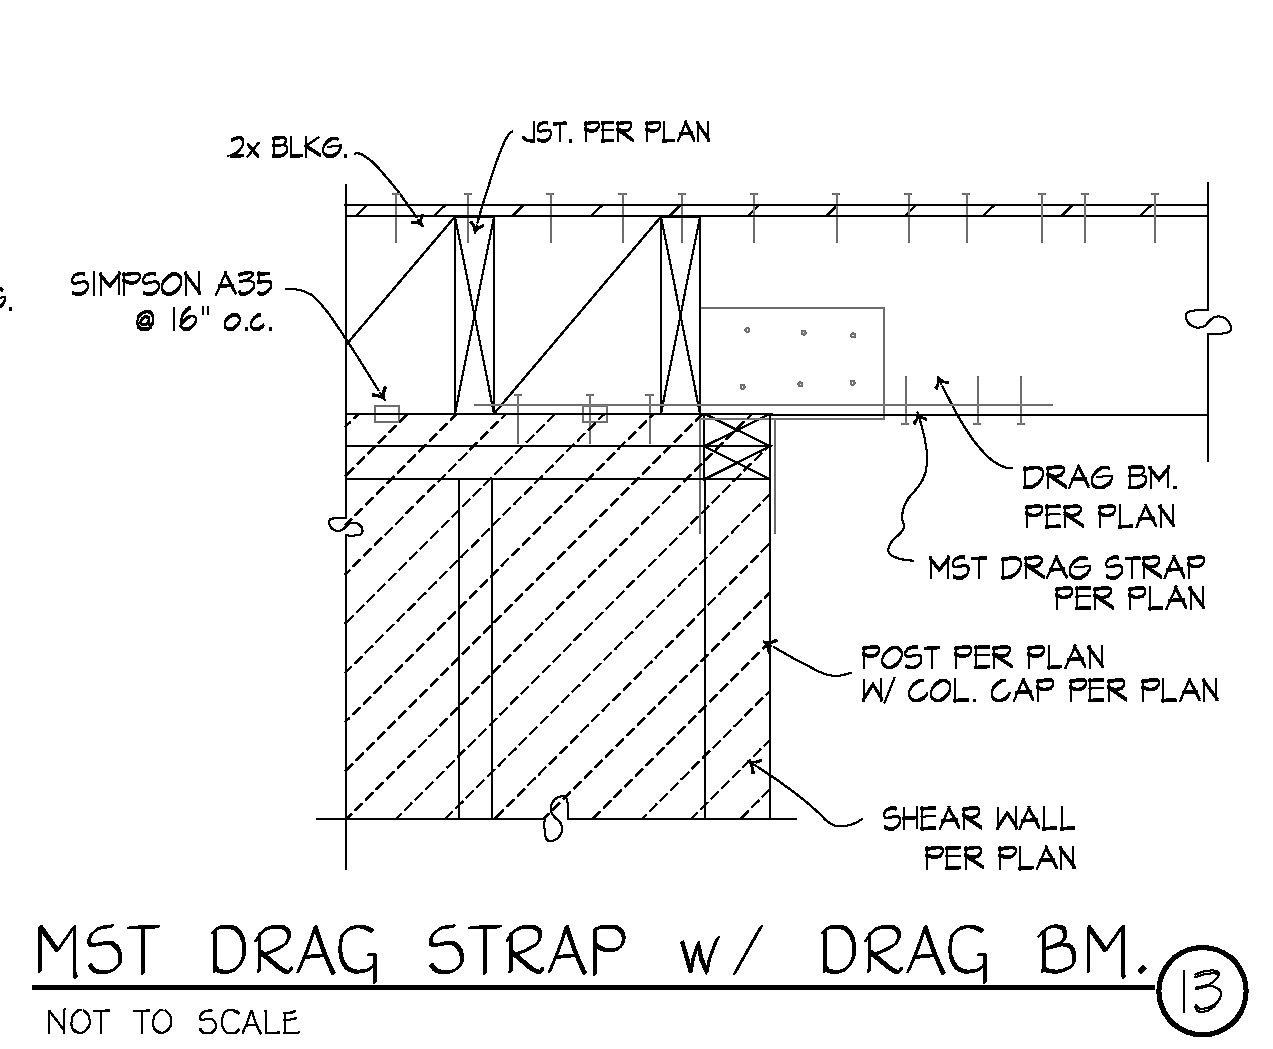 JST. PER PLAN
2x BLKG.
SIMPSON A35
@ 16" o.c.
G.
DRAG BM.
PER PLAN
MST DRAG STRAP
PER PLAN
POST PER PLAN
W/ COL. CAP PER PLAN
SHEAR WALL
PER PLAN
MST DRAG STRAP w/ DRAG BM.
13
NOT TO SCALE